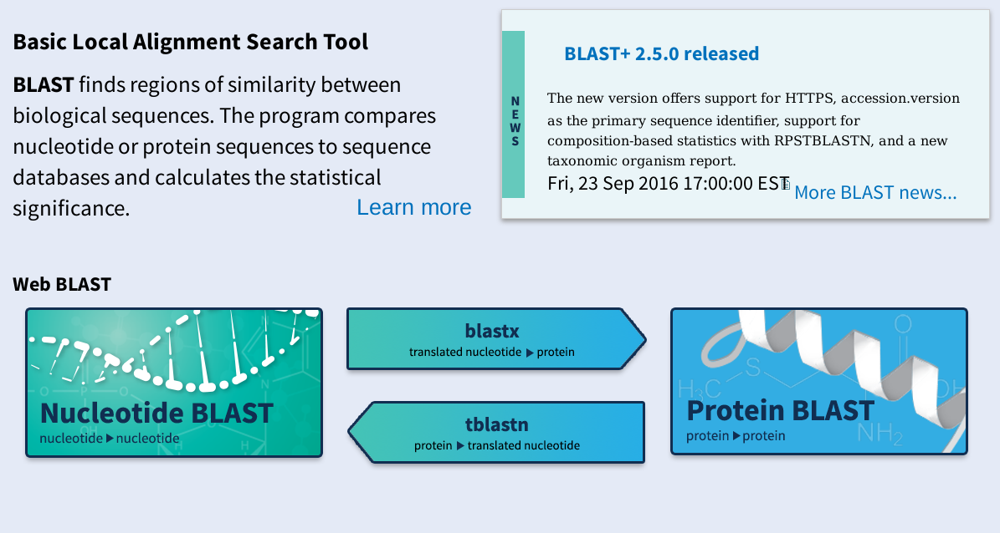 Basic Local Alignment Search Tool
BLAST finds regions of similarity between
biological sequences. The program compares
nucleotide or protein sequences to sequence
databases and calculates the statistical
significance.
Learn more
NEWS
BLAST+ 2.5.0 released
The new version offers support for HTTPS, accession.version
as the primary sequence identifier, support for
composition-based statistics with RPSTBLASTN, and a new
taxonomic organism report.
Fri, 23 Sep 2016 17:00:00 EST
More BLAST news...
Web BLAST
Nucleotide BLAST
nucleotide ▶ nucleotide
O P O
O
N
OH
H
blastx
translated nucleotide ▶ protein
tblastn
protein ▶ translated nucleotide
O
S
H₃C
OH
Protein BLAST
protein ▶ protein
NH₂